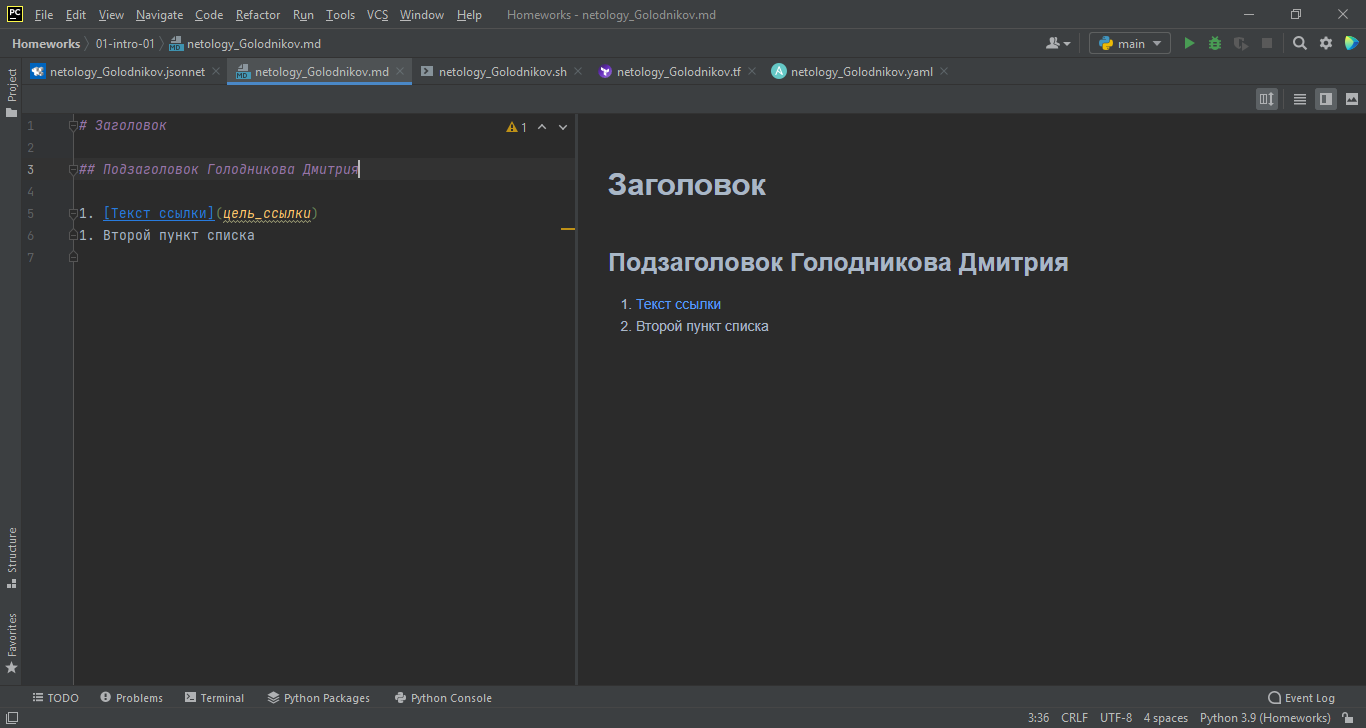 PC File Edit View Navigate Code Refactor Run Tools VCS Window Help Homeworks - netology_Golodnikov.md
Homeworks 01-intro-01 netology_Golodnikov.md main
netology_Golodnikov.jsonnet netology_Golodnikov.md netology_Golodnikov.sh netology_Golodnikov.tf netology_Golodnikov.yaml
Project
1 # Заголовок 1
2
3 ## Подзаголовок Голодникова Дмитрия
4
5 1. [Текст ссылки](цель_ссылки)
6 1. Второй пункт списка
7
Заголовок
Подзаголовок Голодникова Дмитрия
1. Текст ссылки
2. Второй пункт списка
Structure
Favorites
TODO Problems Terminal Python Packages Python Console Event Log
3:36 CRLF UTF-8 4 spaces Python 3.9 (Homeworks)